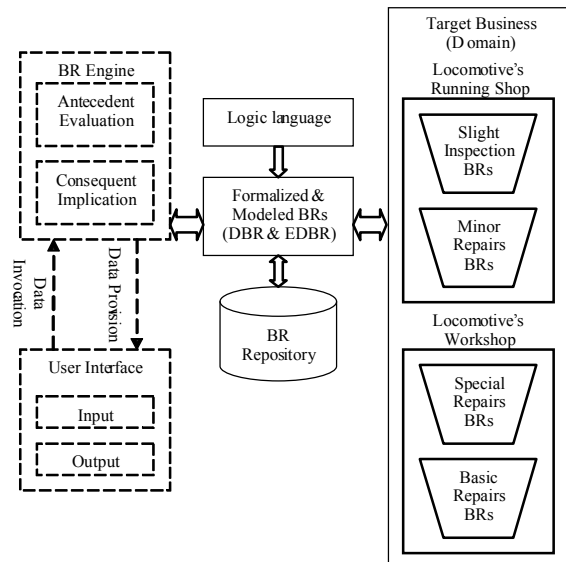 BR Engine
Antecedent
Evaluation
Consequent
Implication
Data
Invocation
Data Provision
User Interface
Input
Output
Logic language
Formalized &
Modeled BRs
(DBR & EDBR)
BR
Repository
Target Business
(Domain)
Locomotive's
Running Shop
Slight
Inspection
BRs
Minor
Repairs
BRs
Locomotive's
Workshop
Special
Repairs
BRs
Basic
Repairs
BRs